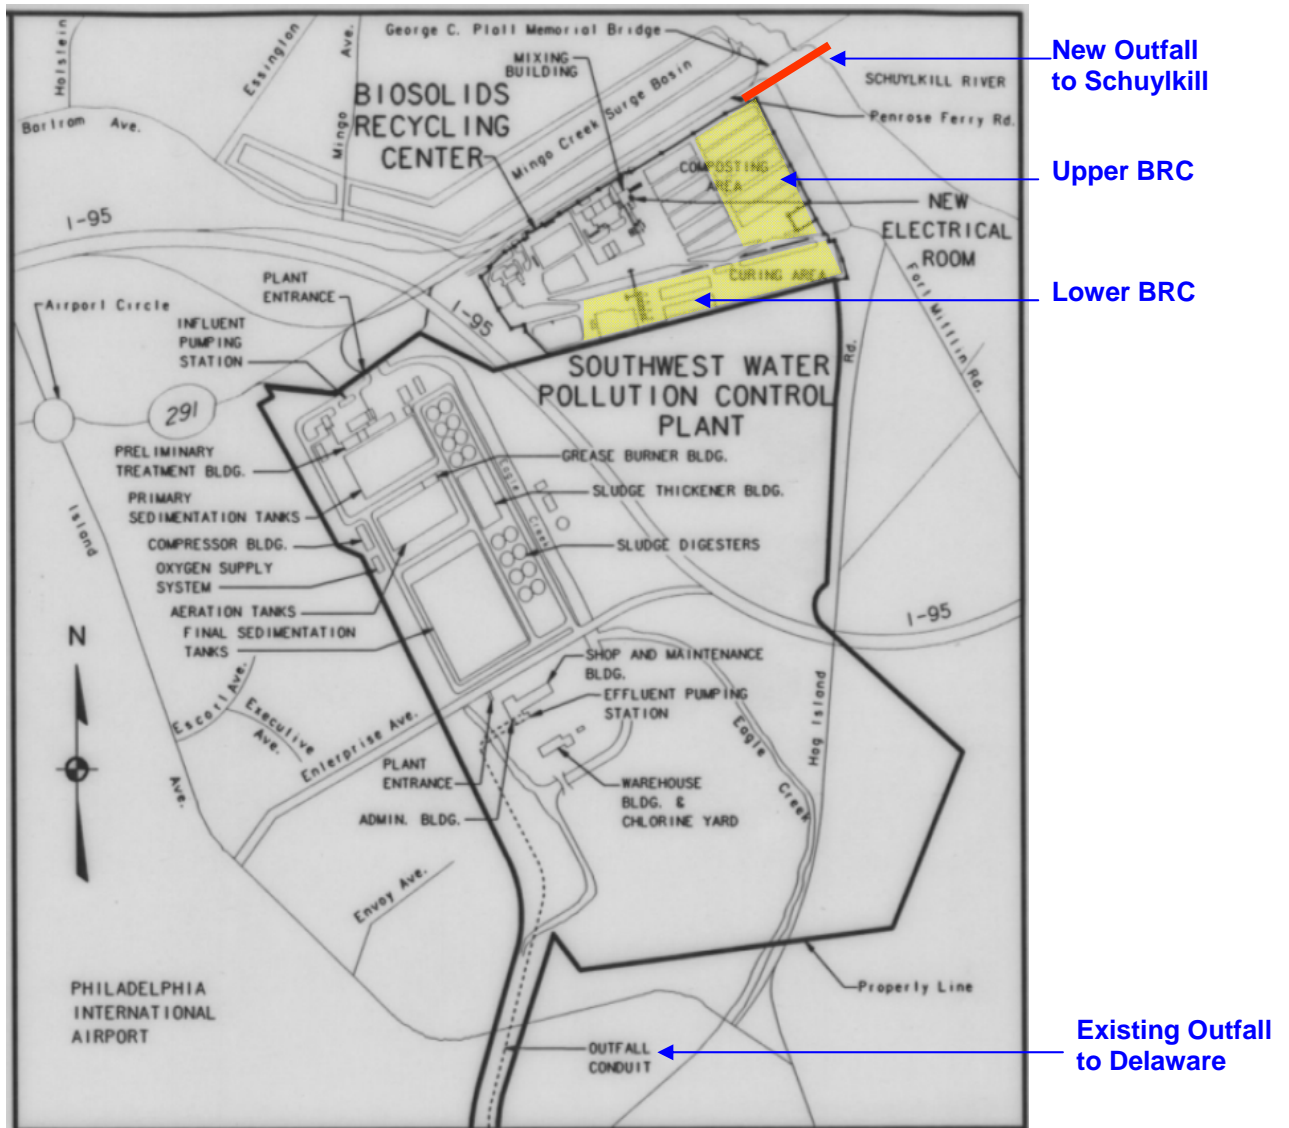 George C. Platt Memorial Bridge
New Outfall
to Schuylkill
MIXING
BUILDING
SCHUYLKILL RIVER
Holstein
Essington
Ave.
Mingo
Bartram Ave.
BIOSOLIDS
RECYCLING
CENTER
Mingo Creek Surge Basin
Penrose Ferry Rd.
COMPOSTING
AREA
Upper BRC
NEW
ELECTRICAL
ROOM
I-95
PLANT
ENTRANCE
CURING AREA
Fort Mifflin Rd.
Lower BRC
Airport Circle
INFLUENT
PUMPING
STATION
I-95
Rd.
SOUTHWEST WATER
POLLUTION CONTROL
PLANT
291
PRELIMINARY
TREATMENT BLDG.
GREASE BURNER BLDG.
PRIMARY
SEDIMENTATION TANKS
Eagle
Creek
SLUDGE THICKENER BLDG.
Island
COMPRESSOR BLDG.
SLUDGE DIGESTERS
OXYGEN SUPPLY
SYSTEM
AERATION TANKS
I-95
FINAL SEDIMENTATION
TANKS
N
SHOP AND MAINTENANCE
BLDG.
EFFLUENT PUMPING
STATION
Escort Ave.
Executive
Ave.
Enterprise Ave.
Eagle
Creek
Hog Island
PLANT
ENTRANCE
Ave.
WAREHOUSE
BLDG. &
CHLORINE YARD
ADMIN. BLDG.
Envoy Ave.
PHILADELPHIA
INTERNATIONAL
AIRPORT
Property Line
OUTFALL
CONDUIT
Existing Outfall
to Delaware